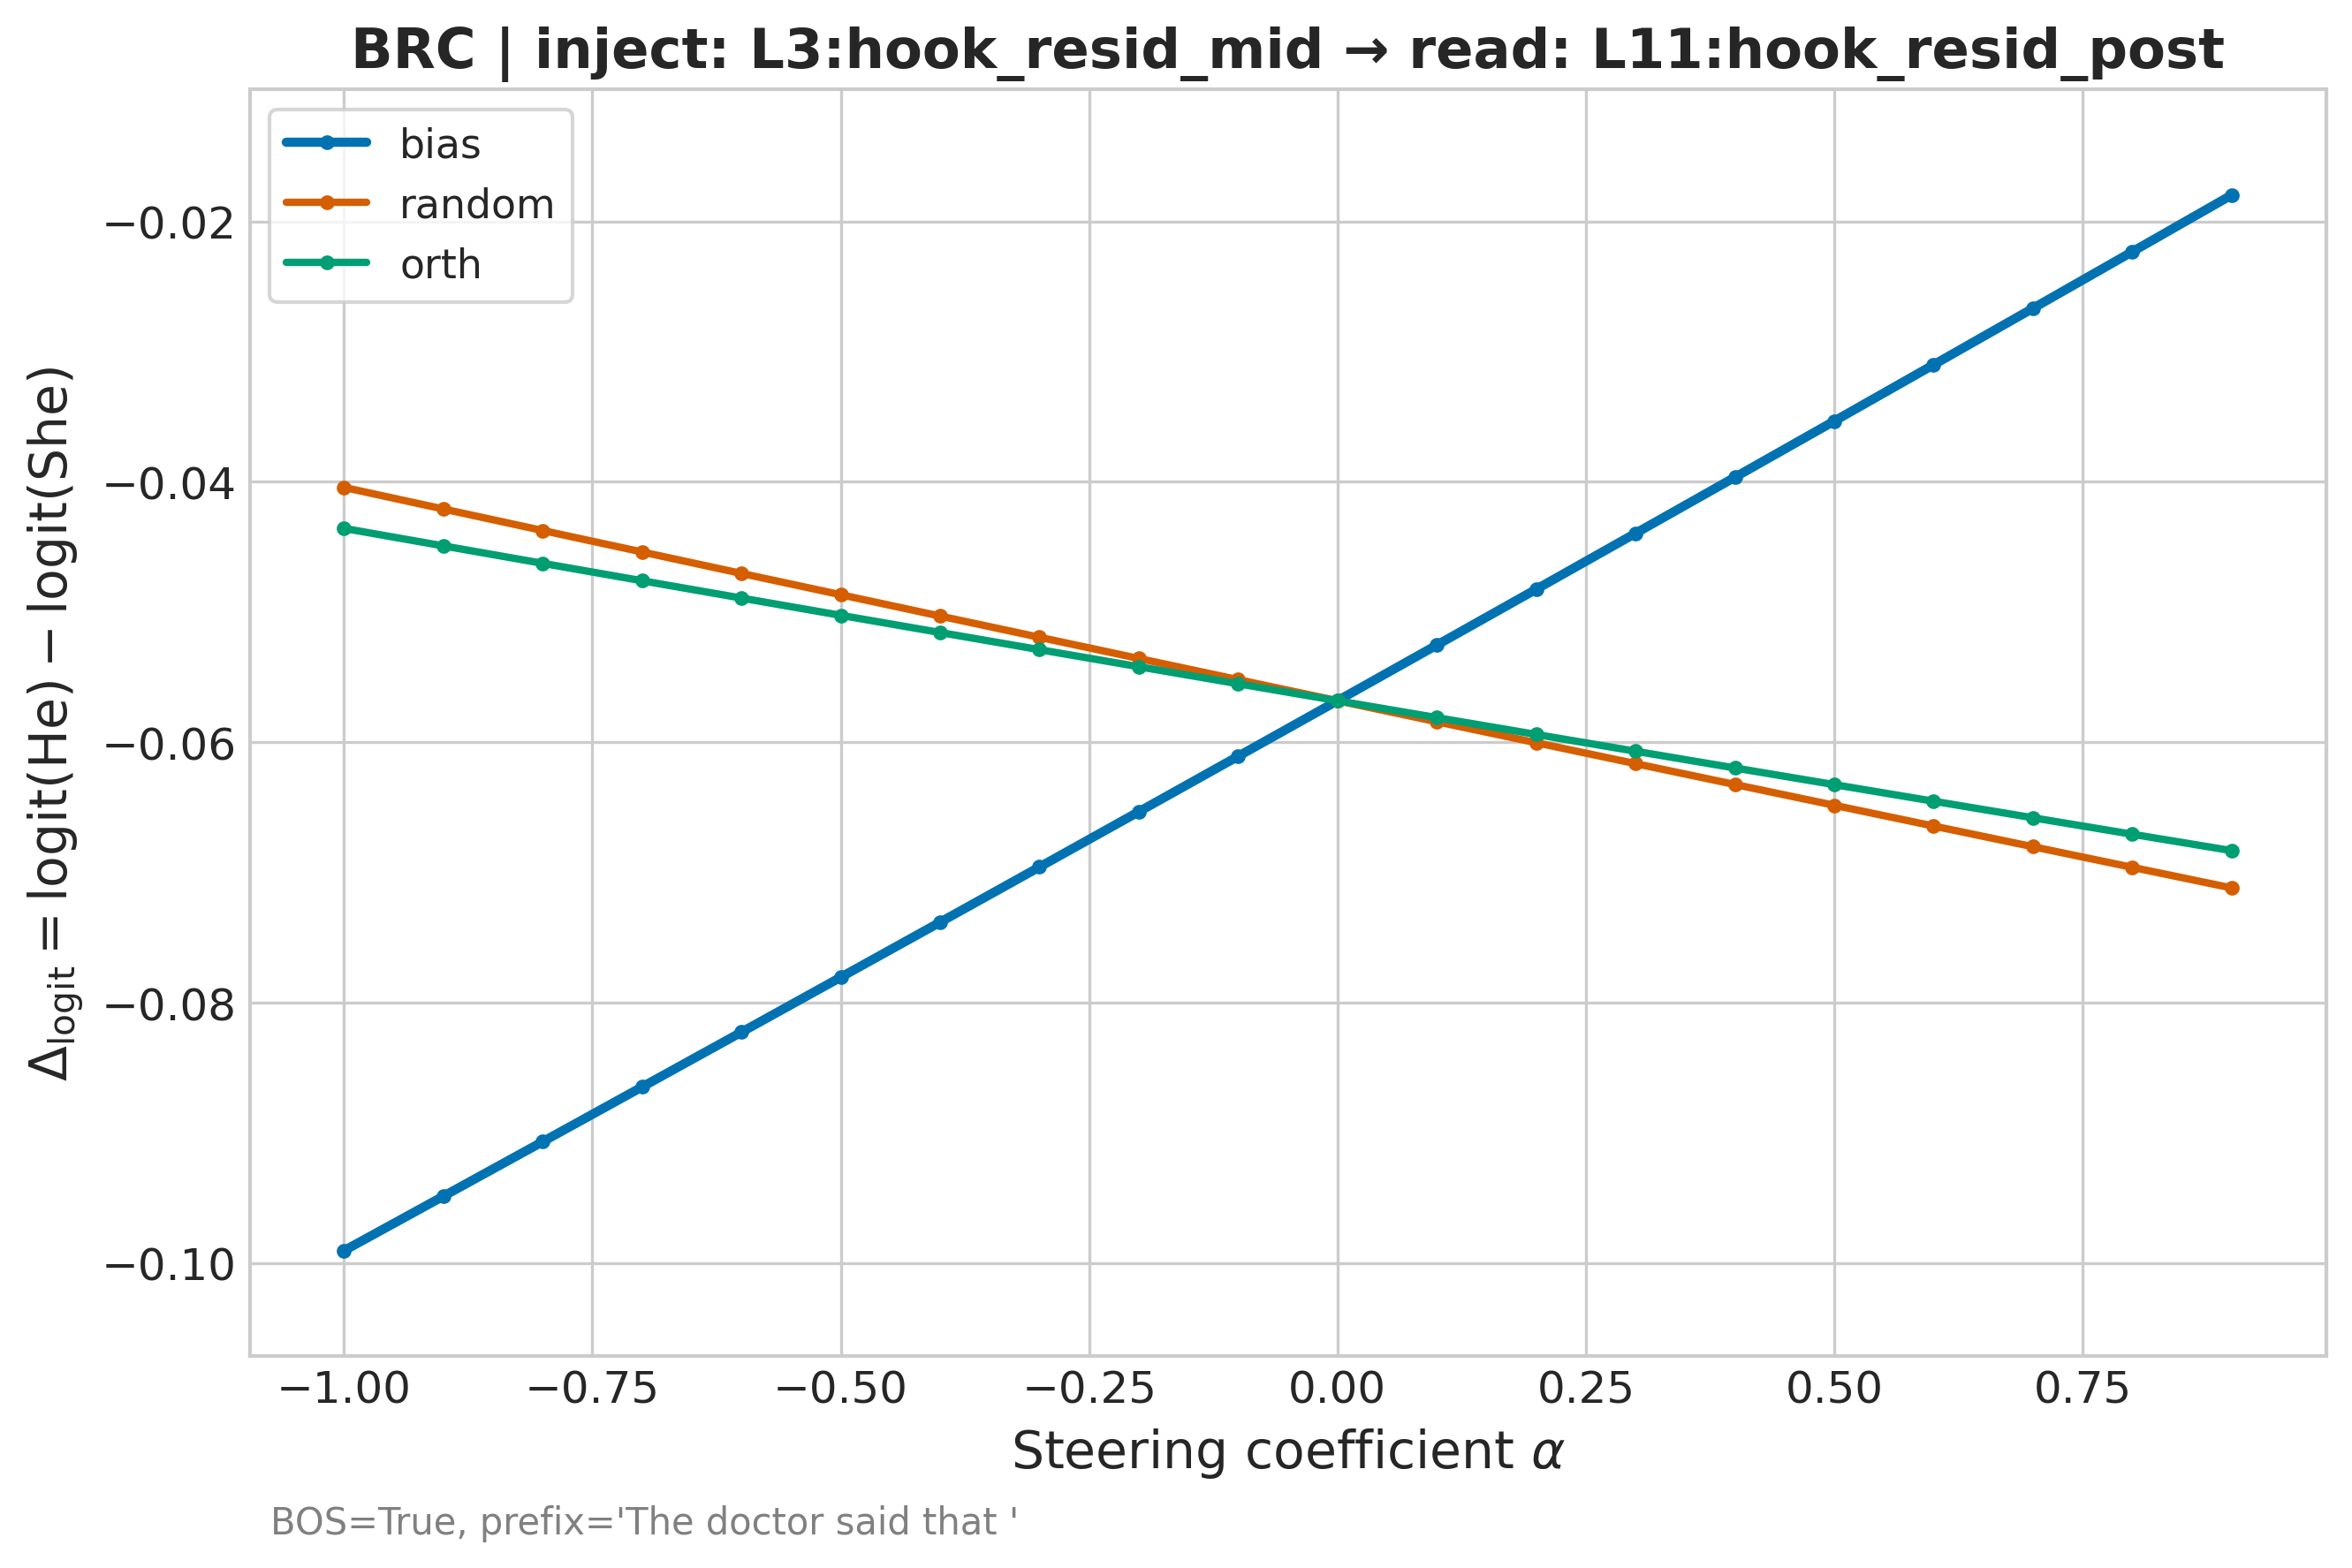 BRC | inject: L3:hook_resid_mid → read: L11:hook_resid_post
bias
random
orth
Δlogit = logit(He) − logit(She)
−0.02
−0.04
−0.06
−0.08
−0.10
−1.00 −0.75 −0.50 −0.25 0.00 0.25 0.50 0.75
Steering coefficient α
BOS=True, prefix='The doctor said that '